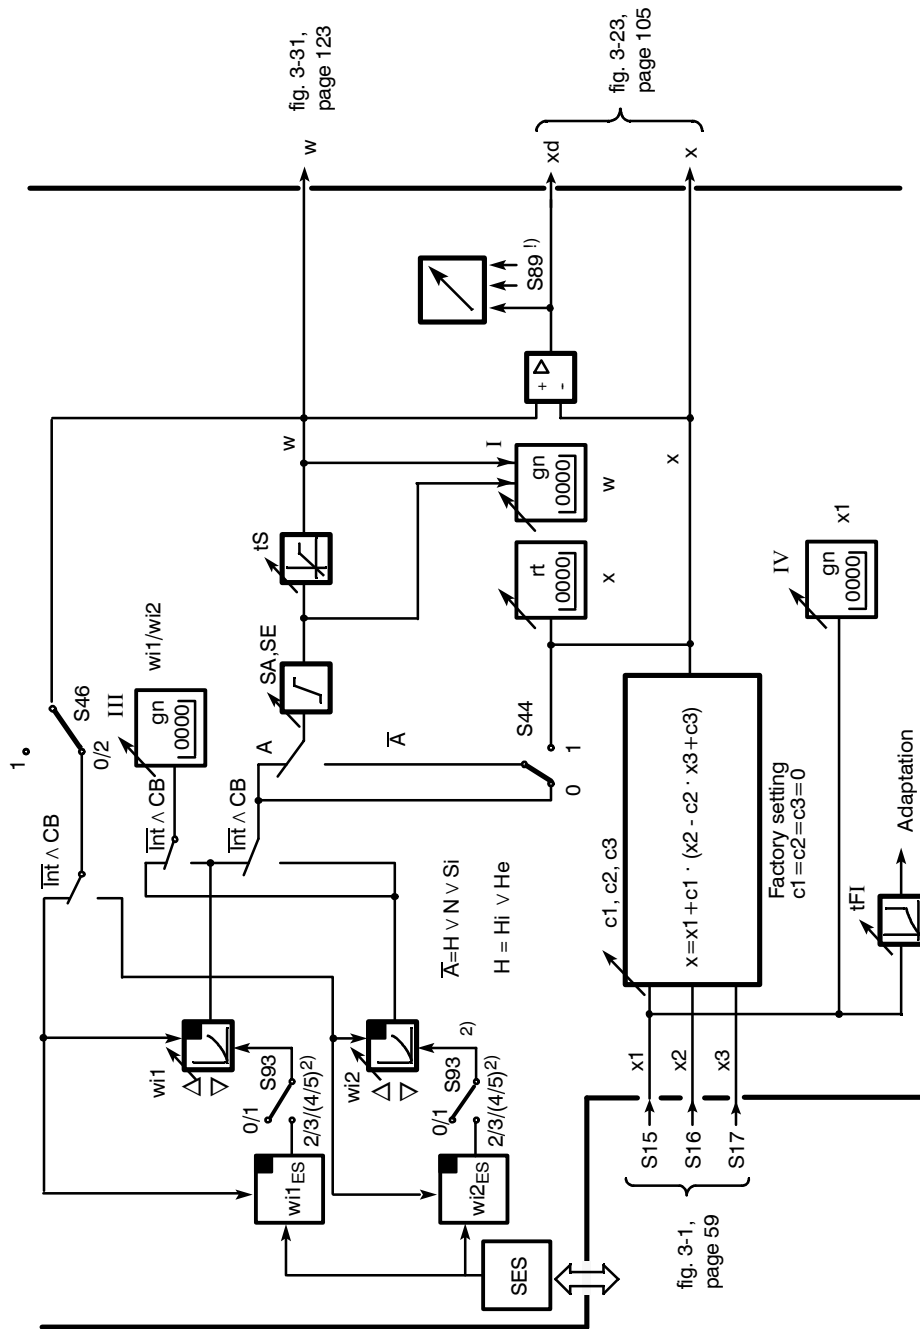 fig. 3-31,
page 123
fig. 3-23,
page 105
w
xd
x
S89 !)
+
-
w
I
gn
0000
w
rt
0000
x
x
tS
SA,SE
S46
1
0/2
wi1/wi2
III
gn
0000
A
A̅
S44
0
1
I̅n̅t̅ ∧ CB
I̅n̅t̅ ∧ CB
I̅n̅t̅ ∧ CB
A̅=H ∨ N ∨ Si
H = Hi ∨ He
c1, c2, c3
x=x1+c1 · (x2 - c2 · x3+c3)
Factory setting
c1=c2=c3=0
IV
gn
0000
x1
tFI
Adaptation
wi1
S93
0/1
2/3/(4/5)2)
wi1ES
wi2
2)
S93
0/1
2/3/(4/5)2)
wi2ES
SES
x1
x2
x3
S15
S16
S17
fig. 3-1,
page 59